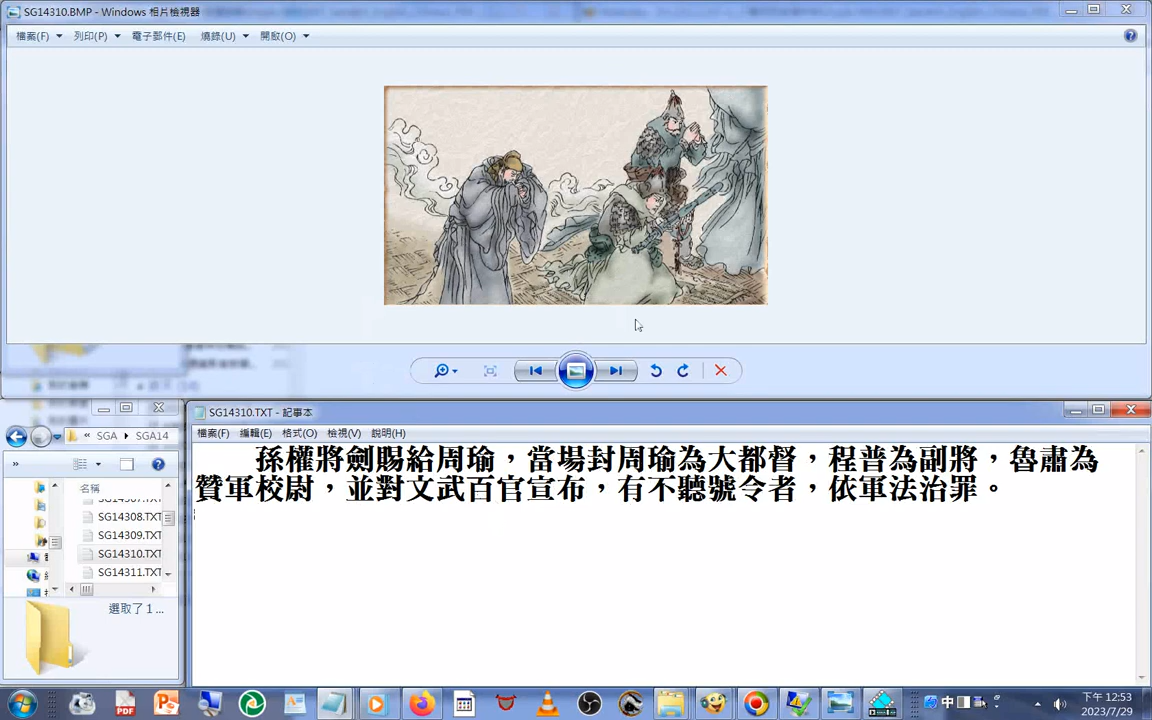 SG14310.BMP - Windows 相片檢視器
檔案(F) 列印(P) 電子郵件(E) 燒錄(U) 開啟(O)
SG14310.TXT - 記事本
檔案(F) 編輯(E) 格式(O) 檢視(V) 說明(H)
孫權將劍賜給周瑜，當場封周瑜為大都督，程普為副將，魯肅為
贊軍校尉，並對文武百官宣布，有不聽號令者，依軍法治罪。
« SGA ▸ SGA14
»
名稱
SG14308.TXT
SG14309.TXT
SG14310.TXT
SG14311.TXT
選取了 1 ...
PDF
中
下午 12:53
2023/7/29